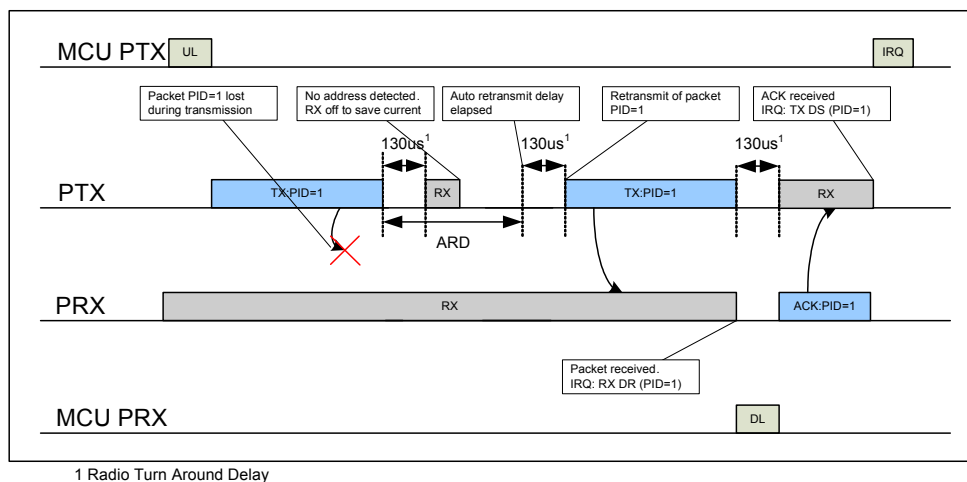 MCU PTX
UL
IRQ
Packet PID=1 lost
during transmission
No address detected.
RX off to save current
Auto retransmit delay
elapsed
Retransmit of packet
PID=1
ACK received
IRQ: TX DS (PID=1)
130us1
130us1
130us1
PTX
TX:PID=1
RX
TX:PID=1
RX
ARD
PRX
RX
ACK:PID=1
Packet received.
IRQ: RX DR (PID=1)
MCU PRX
DL
1 Radio Turn Around Delay